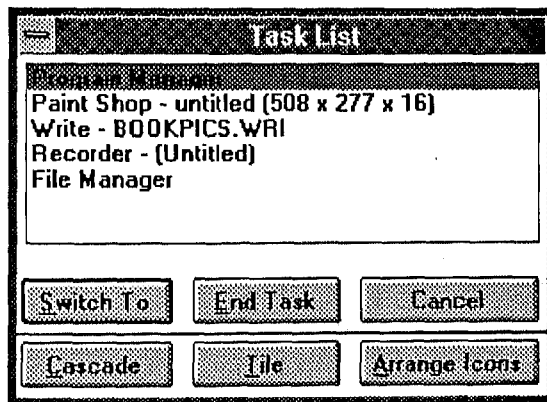 Task List
Program Manager
Paint Shop - untitled (508 x 277 x 16)
Write - BOOKPICS.WRI
Recorder - (Untitled)
File Manager
Switch To End Task Cancel
Cascade Tile Arrange Icons